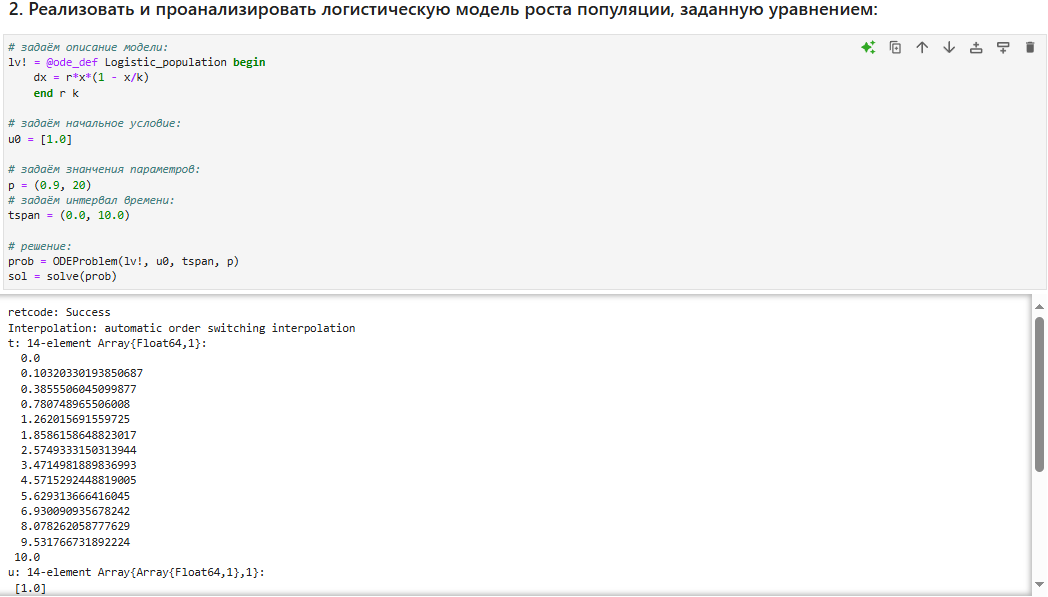 2. Реализовать и проанализировать логистическую модель роста популяции, заданную уравнением:
# задаём описание модели:
lv! = @ode_def Logistic_population begin
    dx = r*x*(1 - x/k)
    end r k
# задаём начальное условие:
u0 = [1.0]
# задаём знанчения параметров:
p = (0.9, 20)
# задаём интервал времени:
tspan = (0.0, 10.0)
# решение:
prob = ODEProblem(lv!, u0, tspan, p)
sol = solve(prob)
retcode: Success
Interpolation: automatic order switching interpolation
t: 14-element Array{Float64,1}:
  0.0
  0.10320330193850687
  0.3855506045099877
  0.780748965506008
  1.262015691559725
  1.8586158648823017
  2.5749333150313944
  3.4714981889836993
  4.5715292448819005
  5.629313666416045
  6.930090935678242
  8.078262058777629
  9.531766731892224
 10.0
u: 14-element Array{Array{Float64,1},1}:
 [1.0]